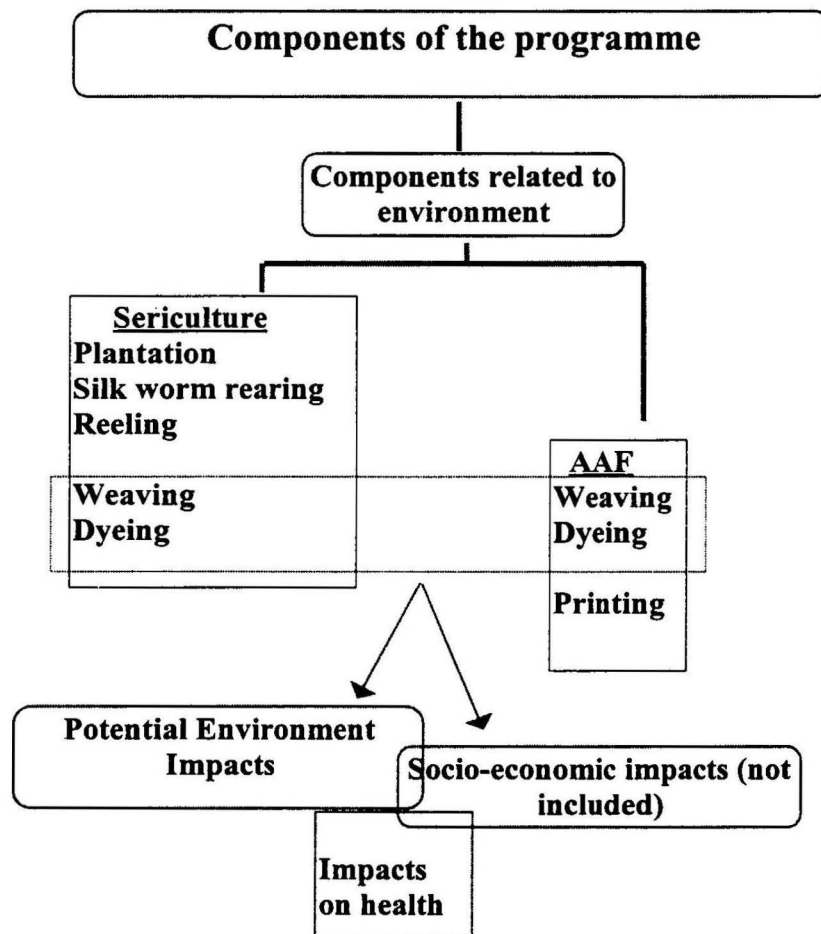 Components of the programme
Components related to
environment
Sericulture
Plantation
Silk worm rearing
Reeling
Weaving
Dyeing
AAF
Weaving
Dyeing
Printing
Potential Environment
Impacts
Socio-economic impacts (not
included)
Impacts
on health